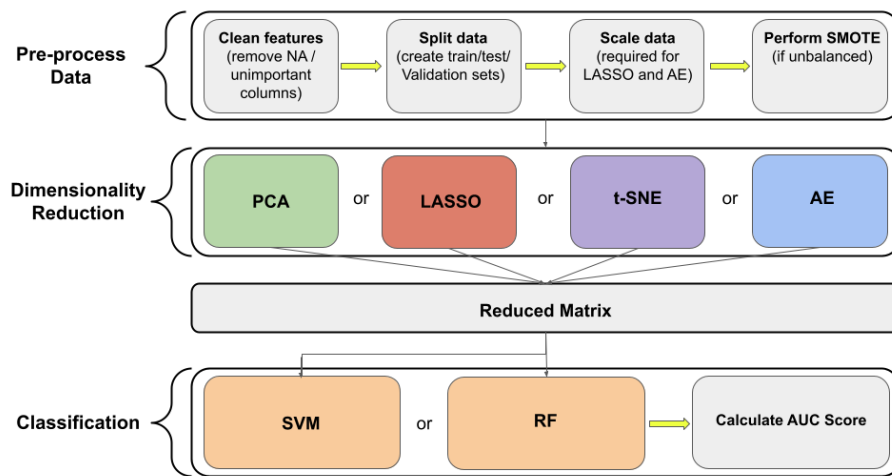 Pre-process
Data
Clean features
(remove NA /
unimportant
columns)
Split data
(create train/test/
Validation sets)
Scale data
(required for
LASSO and AE)
Perform SMOTE
(if unbalanced)
Dimensionality
Reduction
PCA
or
LASSO
or
t-SNE
or
AE
Reduced Matrix
Classification
SVM
or
RF
Calculate AUC Score